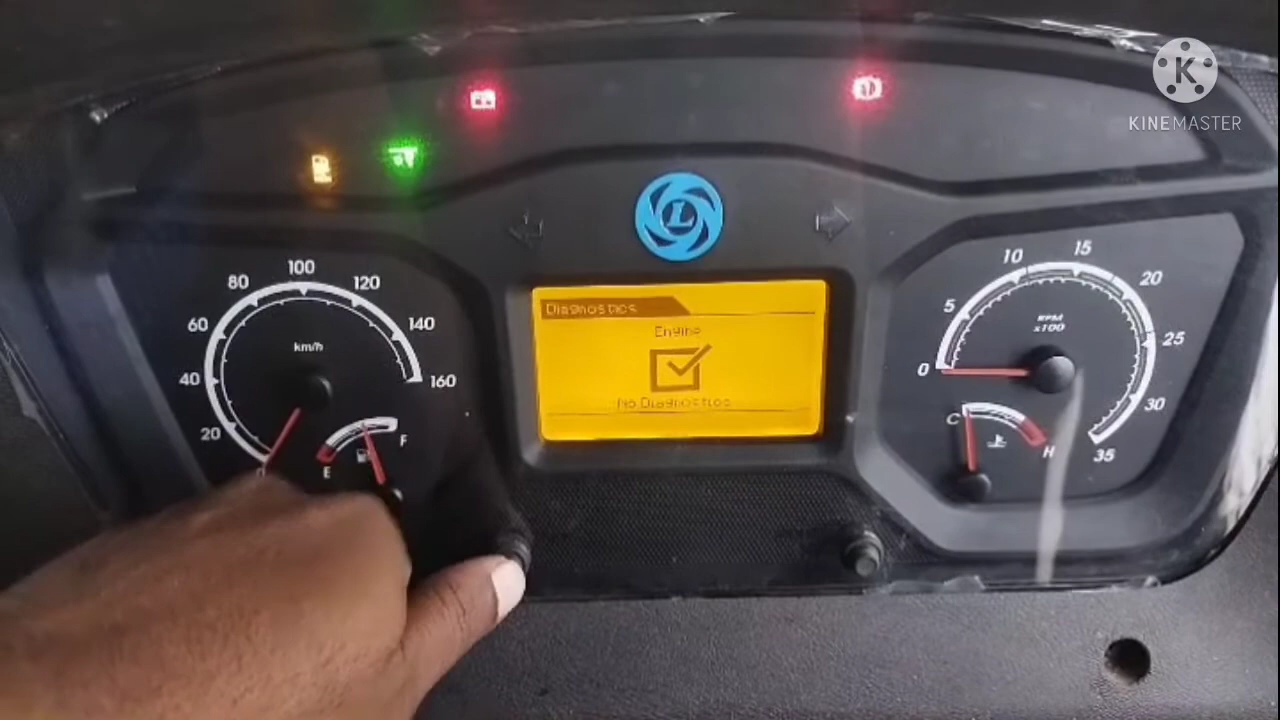 K
KINEMASTER
L
Diagnostics
Engine
No Diagnostics
0
20
40
60
80
100
120
140
160
km/h
E
F
0
5
10
15
20
25
30
35
RPM
x100
C
H